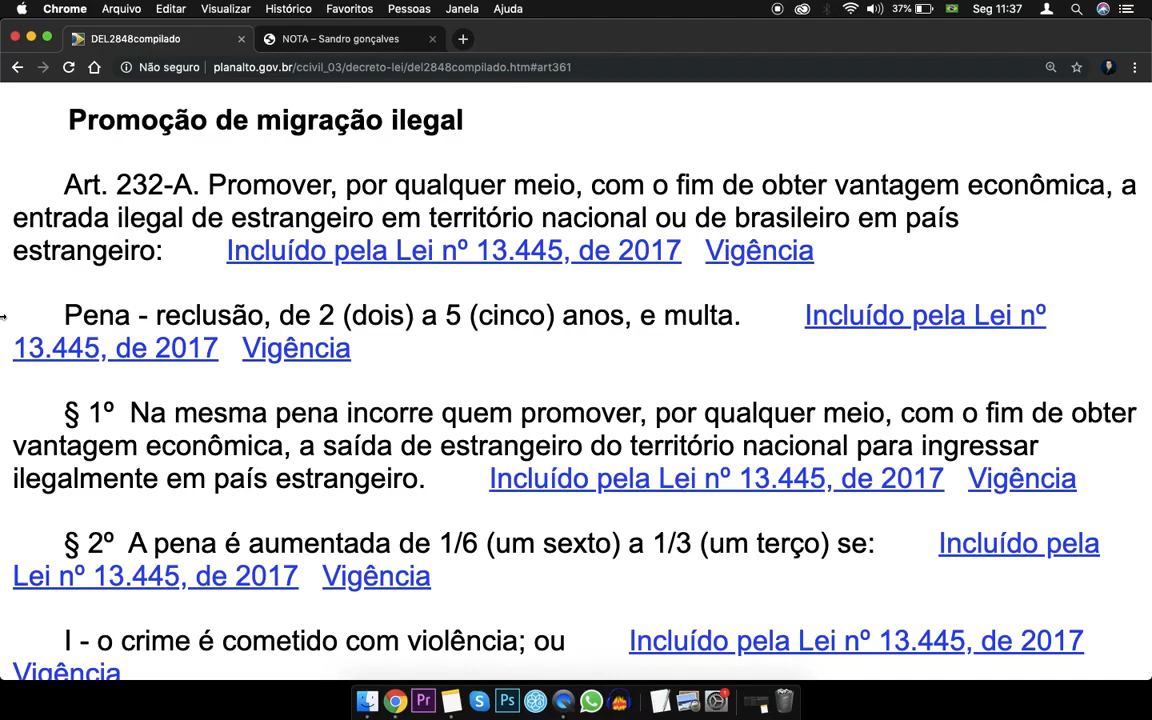 Chrome Arquivo Editar Visualizar Histórico Favoritos Pessoas Janela Ajuda 37% Seg 11:37
DEL2848compilado NOTA – Sandro gonçalves
Não seguro planalto.gov.br/ccivil_03/decreto-lei/del2848compilado.htm#art361
Promoção de migração ilegal
Art. 232-A. Promover, por qualquer meio, com o fim de obter vantagem econômica, a
entrada ilegal de estrangeiro em território nacional ou de brasileiro em país
estrangeiro: Incluído pela Lei nº 13.445, de 2017 Vigência
Pena - reclusão, de 2 (dois) a 5 (cinco) anos, e multa. Incluído pela Lei nº
13.445, de 2017 Vigência
§ 1º Na mesma pena incorre quem promover, por qualquer meio, com o fim de obter
vantagem econômica, a saída de estrangeiro do território nacional para ingressar
ilegalmente em país estrangeiro. Incluído pela Lei nº 13.445, de 2017 Vigência
§ 2º A pena é aumentada de 1/6 (um sexto) a 1/3 (um terço) se: Incluído pela
Lei nº 13.445, de 2017 Vigência
I - o crime é cometido com violência; ou Incluído pela Lei nº 13.445, de 2017
Vigência
Pr Ps